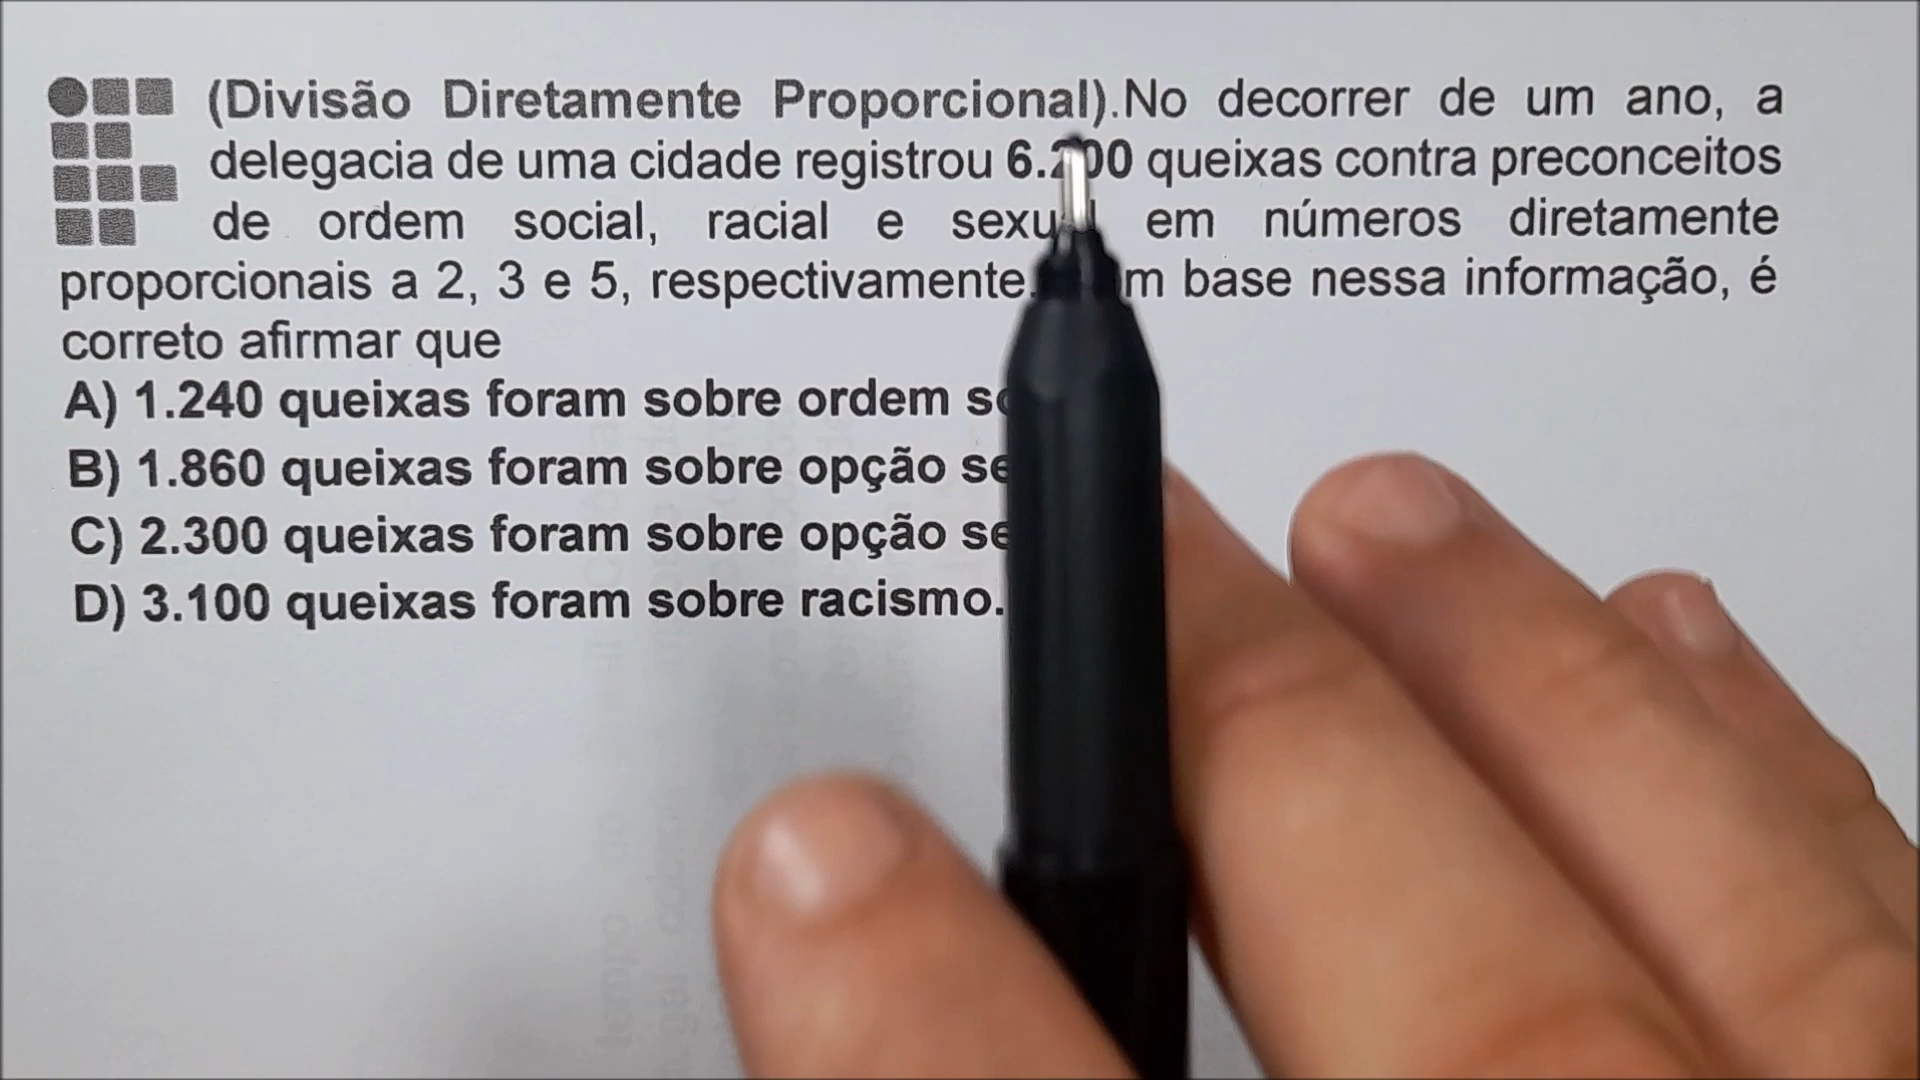 (Divisão Diretamente Proporcional).No decorrer de um ano, a
delegacia de uma cidade registrou queixas contra preconceitos
de ordem social, racial e em números diretamente
proporcionais a 2, 3 e 5, respectivamente. base nessa informação, é
correto afirmar que
A) 1.240 queixas foram sobre ordem
B) 1.860 queixas foram sobre opção
C) 2.300 queixas foram sobre opção
D) 3.100 queixas foram sobre racismo.